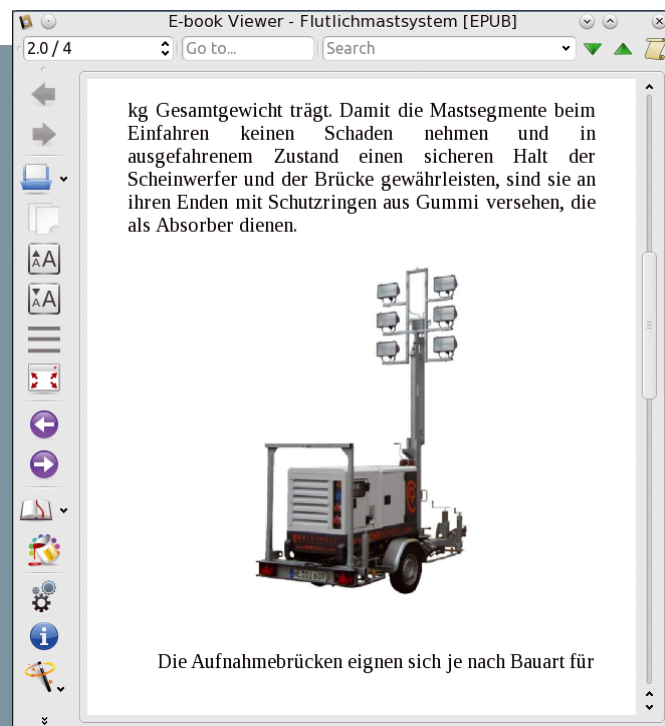 E-book Viewer - Flutlichmastsystem [EPUB]
2.0 / 4
Go to...
Search
kg Gesamtgewicht trägt. Damit die Mastsegmente beim
Einfahren keinen Schaden nehmen und in
ausgefahrenem Zustand einen sicheren Halt der
Scheinwerfer und der Brücke gewährleisten, sind sie an
ihren Enden mit Schutzringen aus Gummi versehen, die
als Absorber dienen.
Die Aufnahmebrücken eignen sich je nach Bauart für